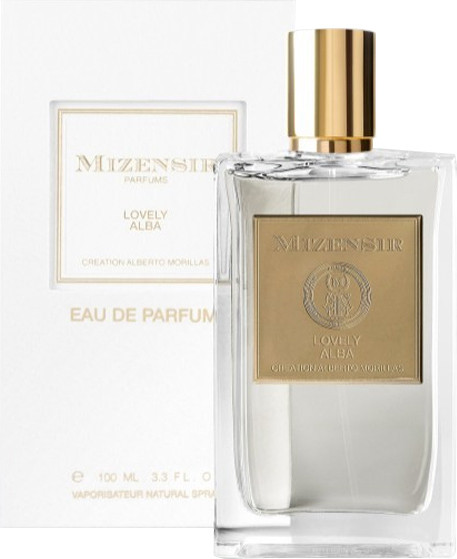 MIZENSIR
PARFUMS
LOVELY
ALBA
CREATION ALBERTO MORILLAS
EAU DE PARFUM
℮ 100 ML 3.3 FL. O
VAPORISATEUR NATURAL SPRA
MIZENSIR
LOVELY
ALBA
CREATION ALBERTO MORILLAS